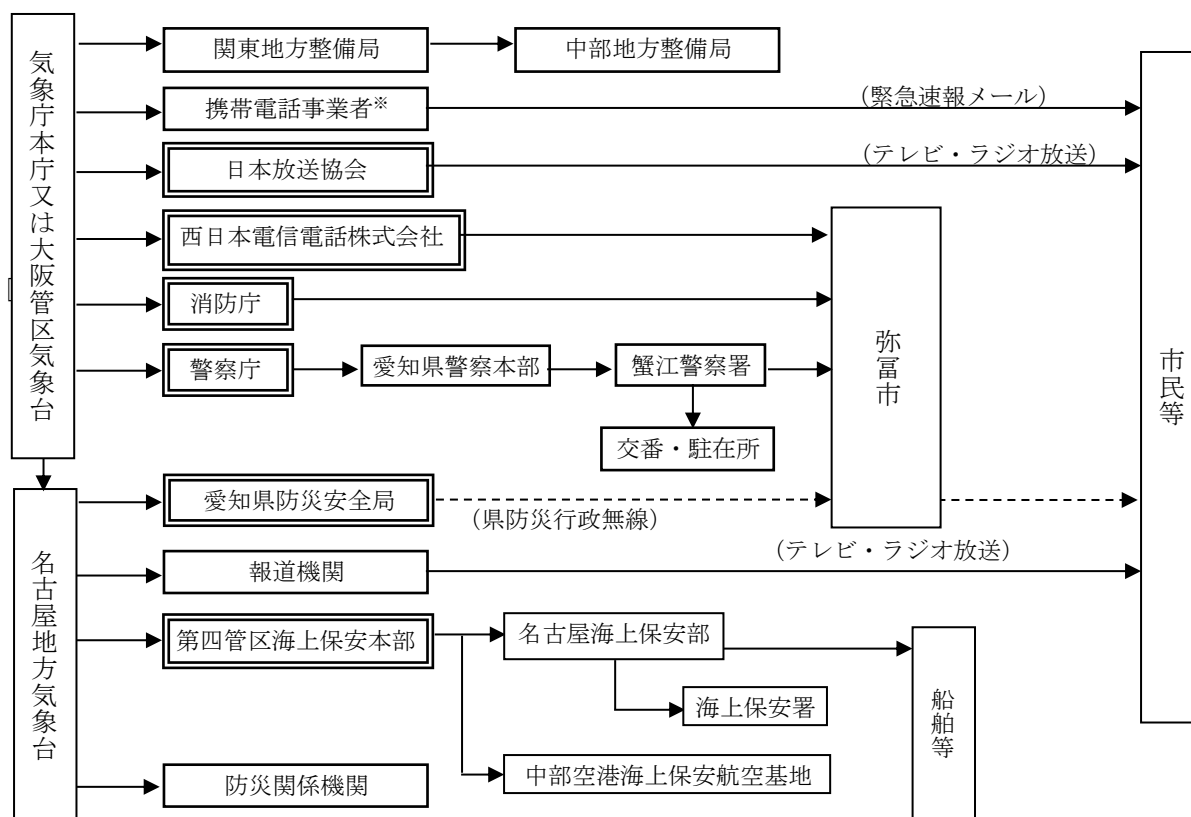 気象庁本庁又は大阪管区気象台
関東地方整備局
中部地方整備局
携帯電話事業者※
(緊急速報メール)
日本放送協会
(テレビ・ラジオ放送)
西日本電信電話株式会社
消防庁
警察庁
愛知県警察本部
蟹江警察署
交番・駐在所
弥冨市
市民等
名古屋地方気象台
愛知県防災安全局
(県防災行政無線)
報道機関
(テレビ・ラジオ放送)
第四管区海上保安本部
名古屋海上保安部
海上保安署
中部空港海上保安航空基地
船舶等
防災関係機関